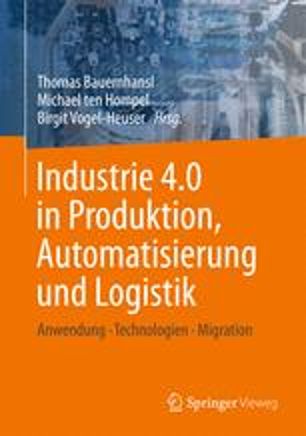 Thomas Bauernhansl
Michael ten Hompel
Birgit Vogel-Heuser Hrsg.
Industrie 4.0
in Produktion,
Automatisierung
und Logistik
Anwendung · Technologien · Migration
Springer Vieweg